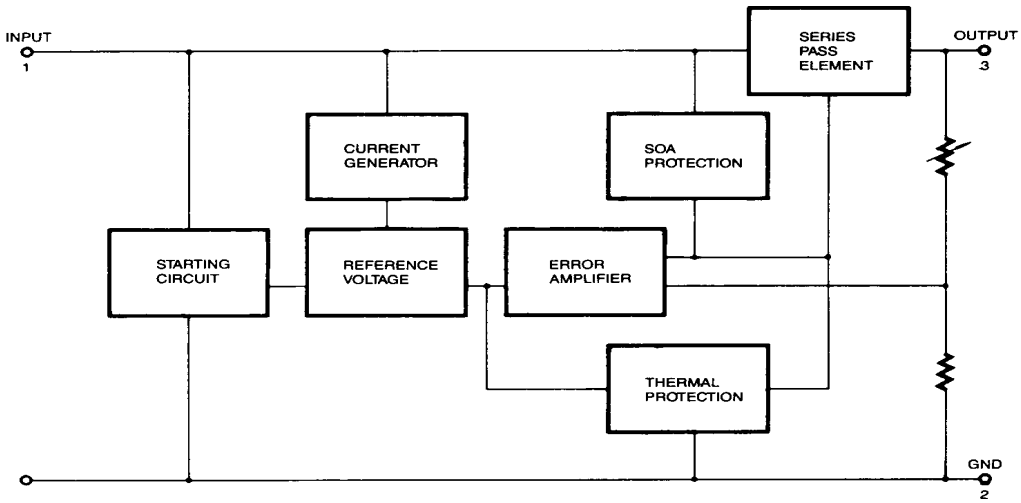 INPUT
1
SERIES
PASS
ELEMENT
OUTPUT
3
CURRENT
GENERATOR
SOA
PROTECTION
STARTING
CIRCUIT
REFERENCE
VOLTAGE
ERROR
AMPLIFIER
THERMAL
PROTECTION
GND
2